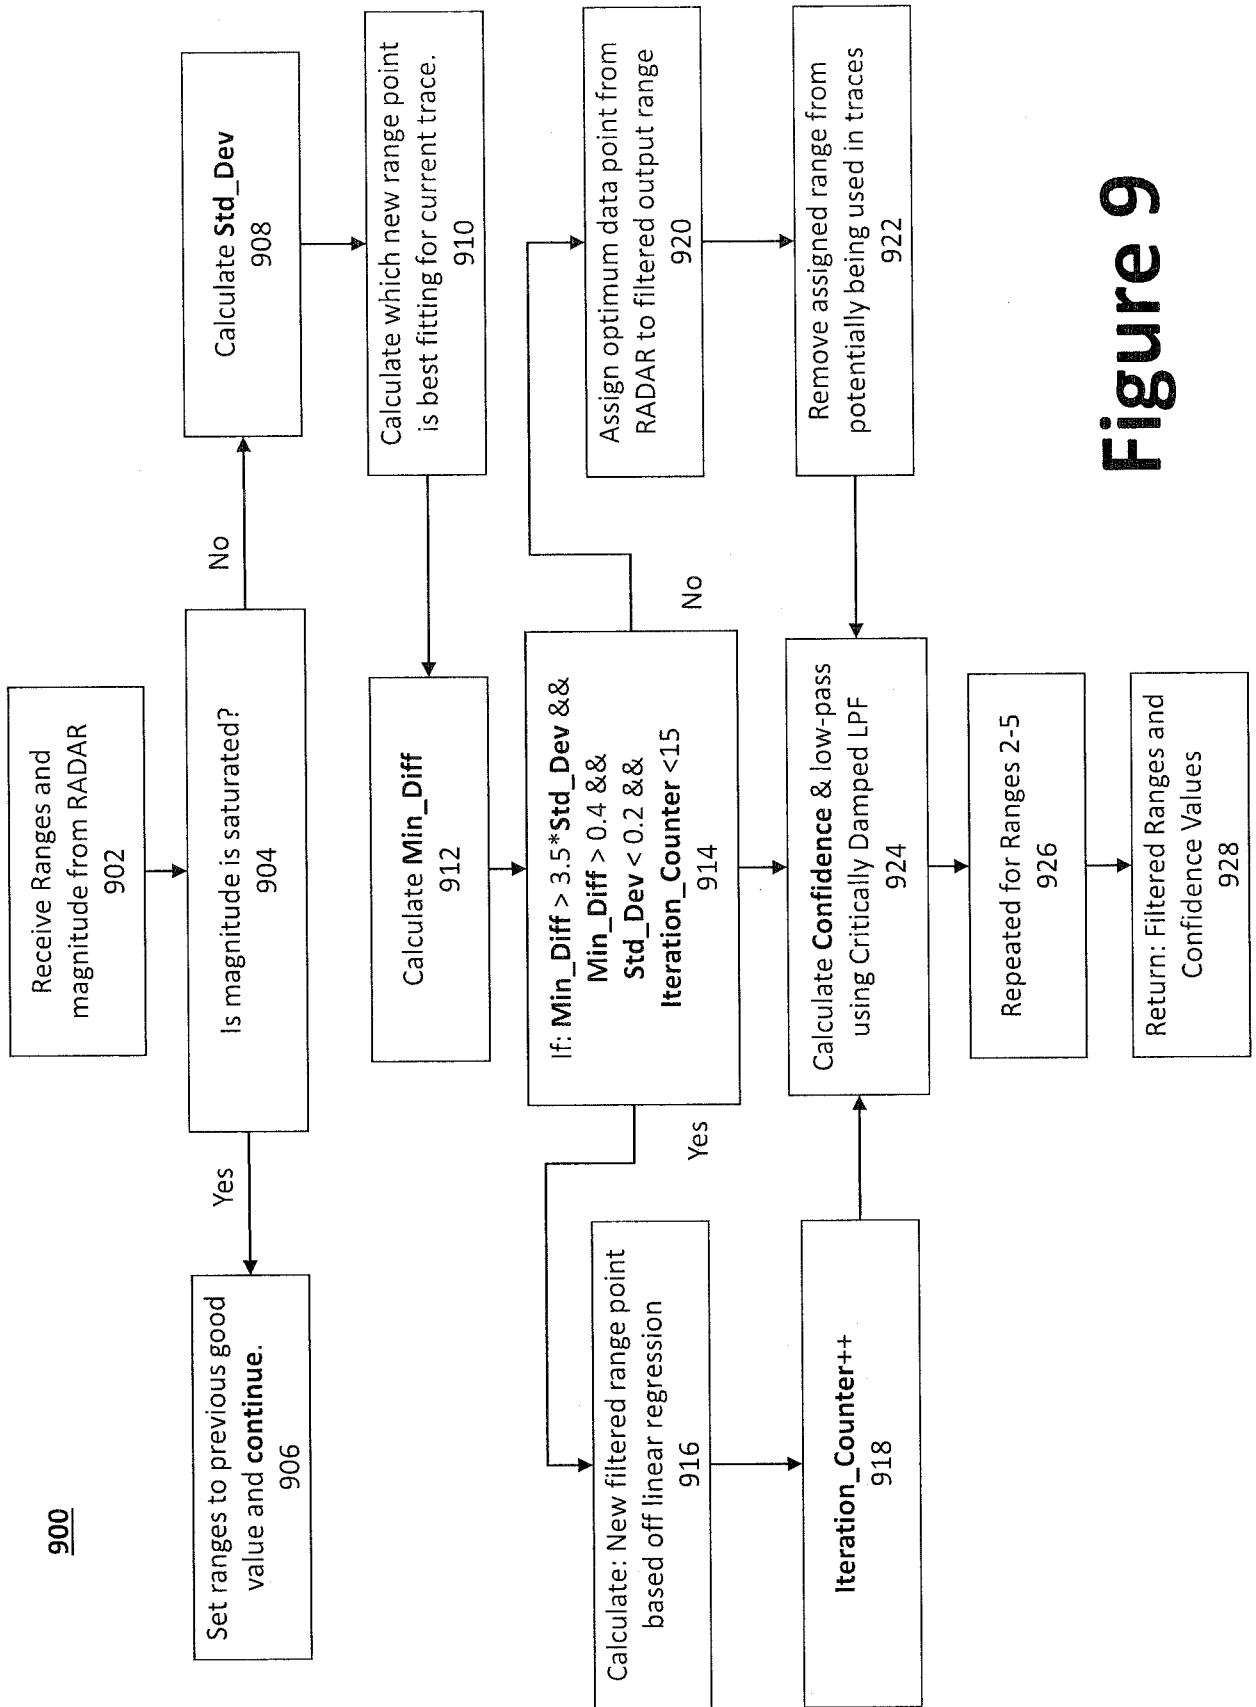 900
Receive Ranges and
magnitude from RADAR
902
Is magnitude is saturated?
904
Yes
No
Set ranges to previous good
value and continue.
906
Calculate Std_Dev
908
Calculate which new range point
is best fitting for current trace.
910
Calculate Min_Diff
912
If: Min_Diff > 3.5*Std_Dev &&
Min_Diff > 0.4 &&
Std_Dev < 0.2 &&
Iteration_Counter <15
914
Yes
No
Calculate: New filtered range point
based off linear regression
916
Iteration_Counter++
918
Assign optimum data point from
RADAR to filtered output range
920
Remove assigned range from
potentially being used in traces
922
Calculate Confidence & low-pass
using Critically Damped LPF
924
Repeated for Ranges 2-5
926
Return: Filtered Ranges and
Confidence Values
928
Figure 9